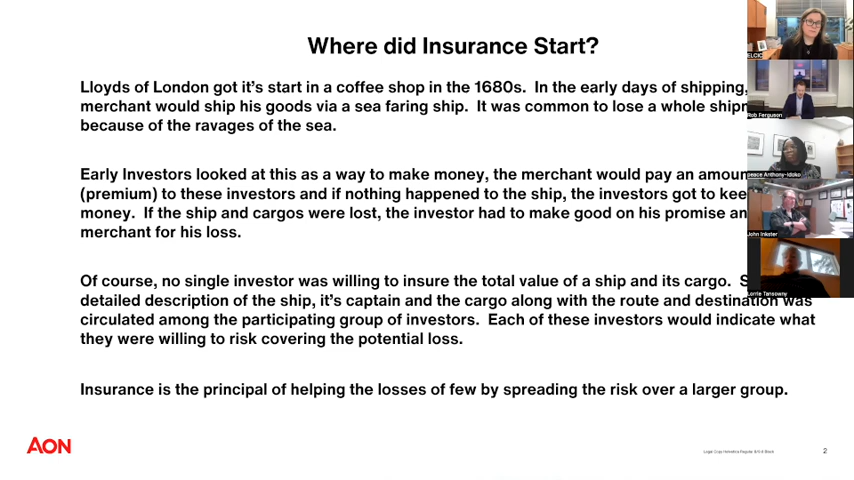 Where did Insurance Start?
Lloyds of London got it's start in a coffee shop in the 1680s. In the early days of shipping,
merchant would ship his goods via a sea faring ship. It was common to lose a whole
because of the ravages of the sea.
Early Investors looked at this as a way to make money, the merchant would pay an
(premium) to these investors and if nothing happened to the ship, the investors got to
money. If the ship and cargos were lost, the investor had to make good on his promise
merchant for his loss.
Of course, no single investor was willing to insure the total value of a ship and its cargo.
detailed description of the ship, it's captain and the cargo along with the route and destination was
circulated among the participating group of investors. Each of these investors would indicate what
they were willing to risk covering the potential loss.
Insurance is the principal of helping the losses of few by spreading the risk over a larger group.
AON
2
ELCIC
Rob Ferguson
peace Anthony-Idoko
John Inkster
Lorrie Tansowny